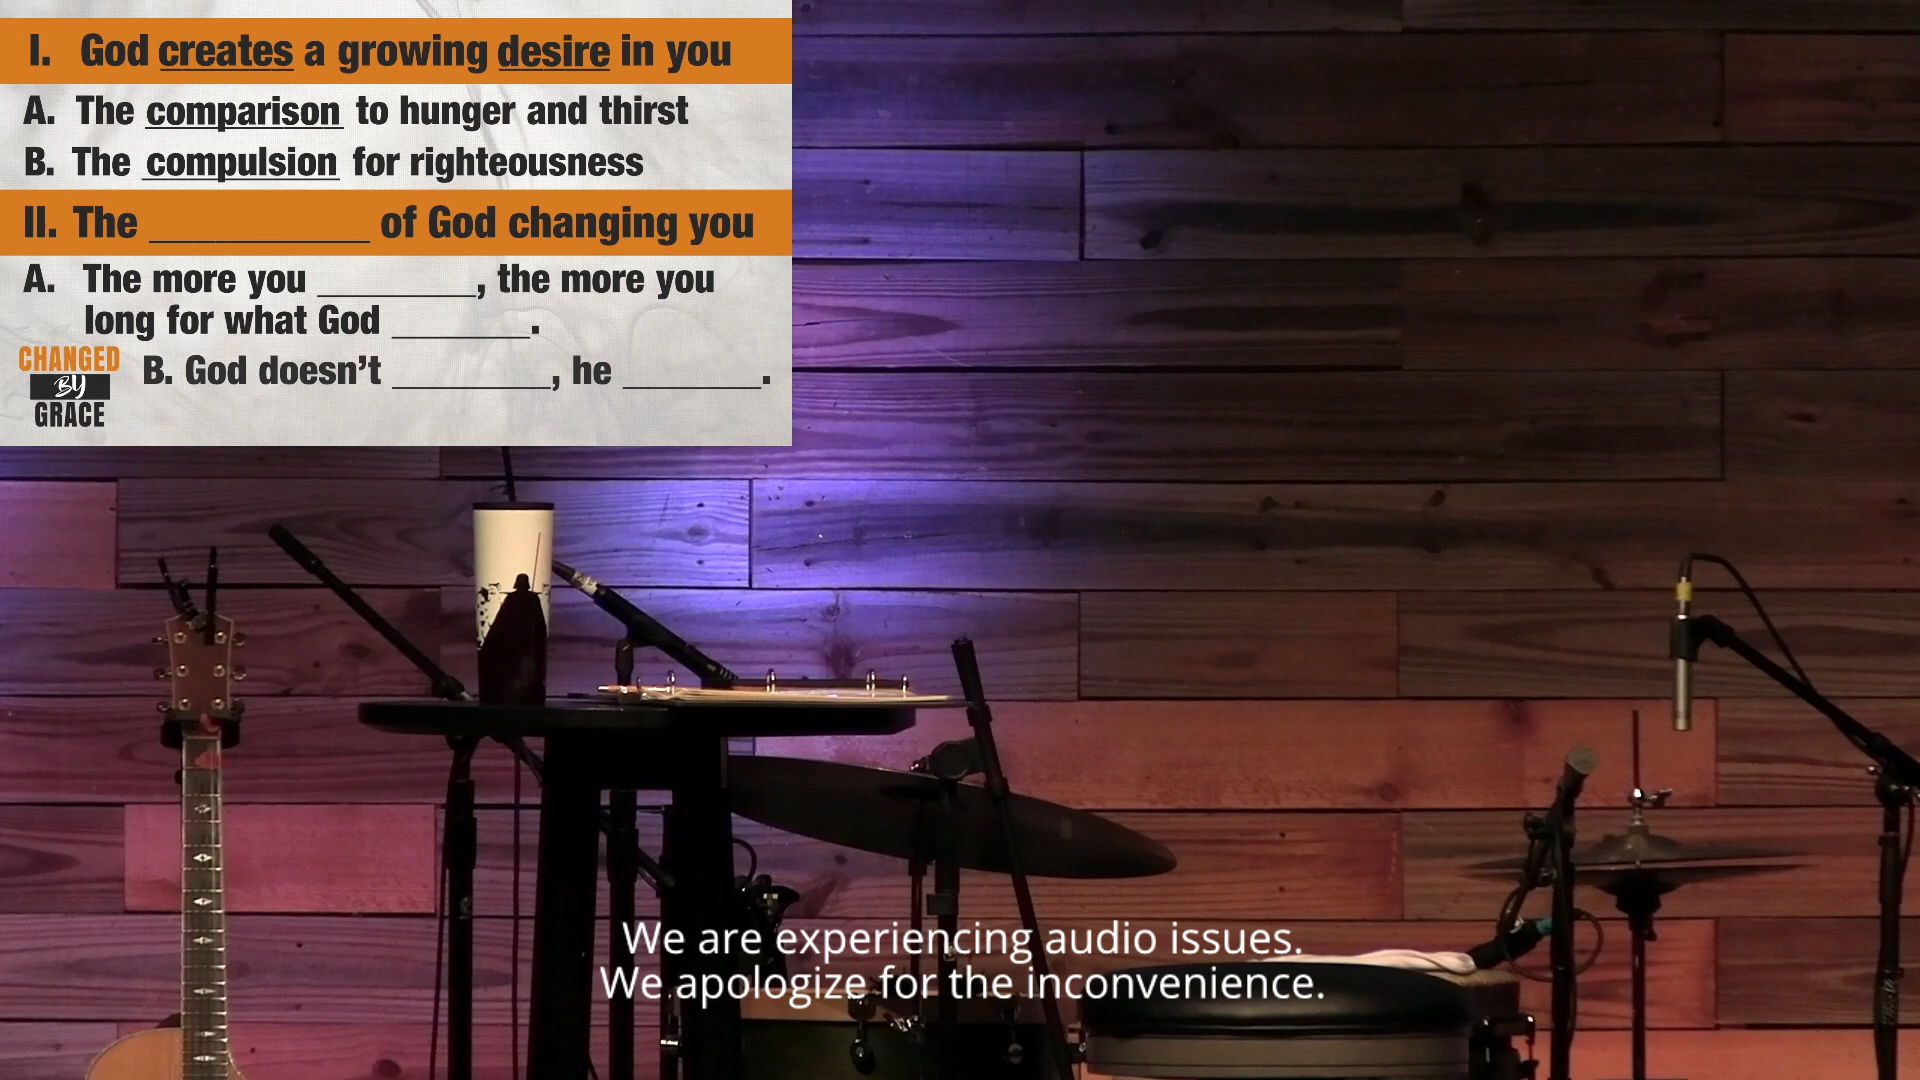 I. God creates a growing desire in you
A. The comparison to hunger and thirst
B. The compulsion for righteousness
II. The __________ of God changing you
A. The more you ________, the more you
long for what God _______.
B. God doesn’t ________, he _______.
CHANGED
BY
GRACE
We are experiencing audio issues.
We apologize for the inconvenience.